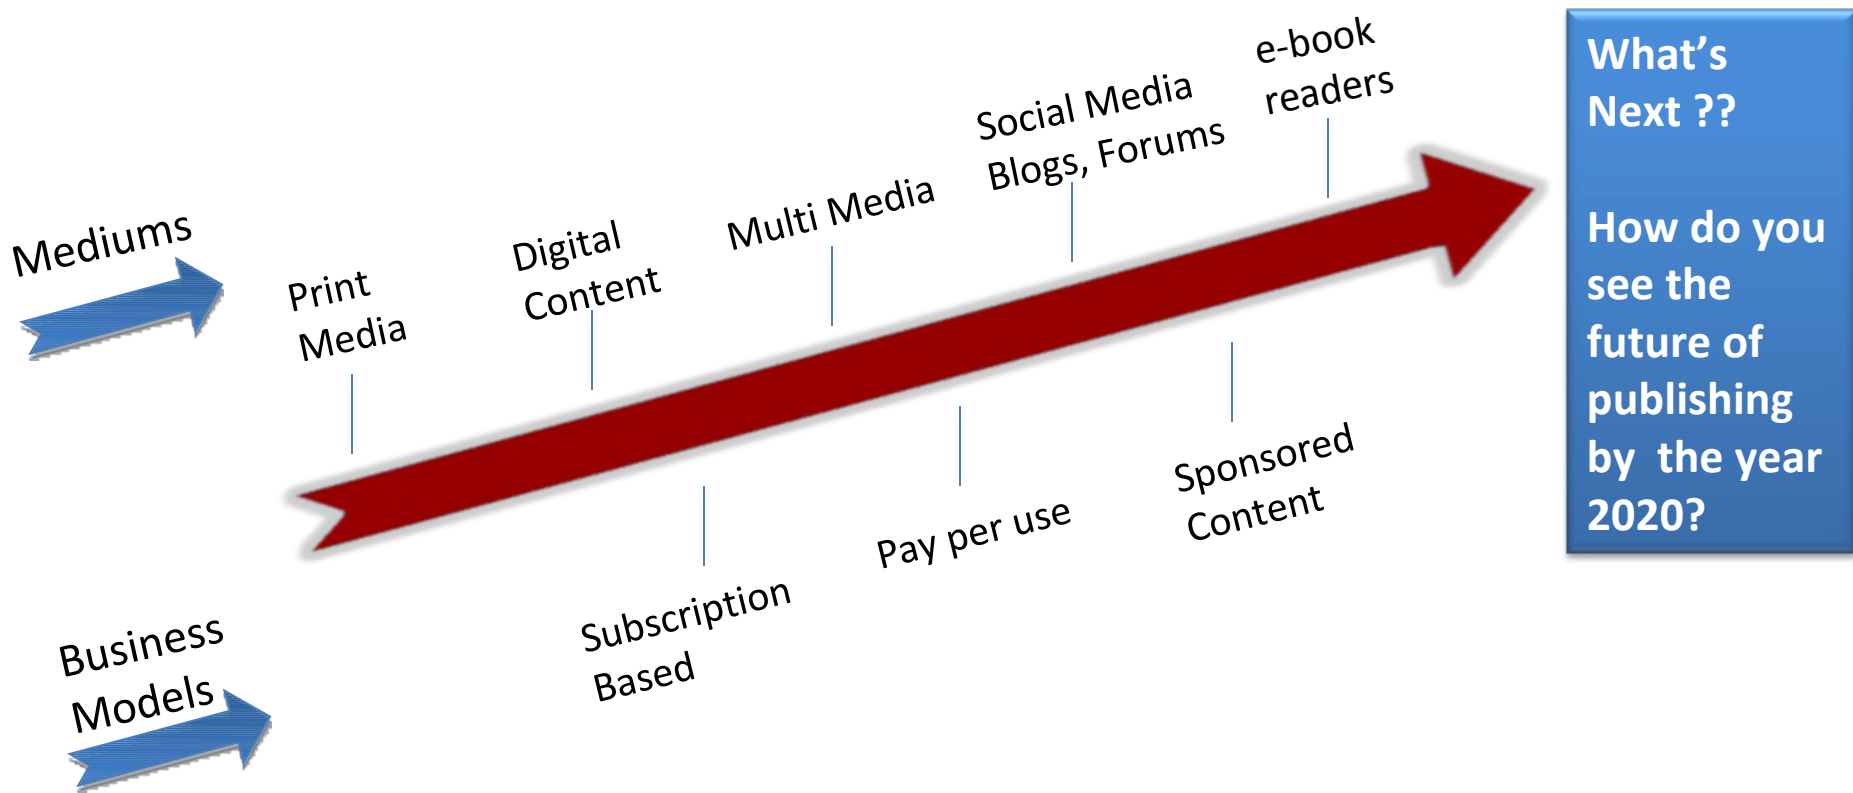 Mediums
Print
Media
Digital
Content
Multi Media
Social Media
Blogs, Forums
e-book
readers
Business
Models
Subscription
Based
Pay per use
Sponsored
Content
What’s
Next ??
How do you
see the
future of
publishing
by  the year
2020?